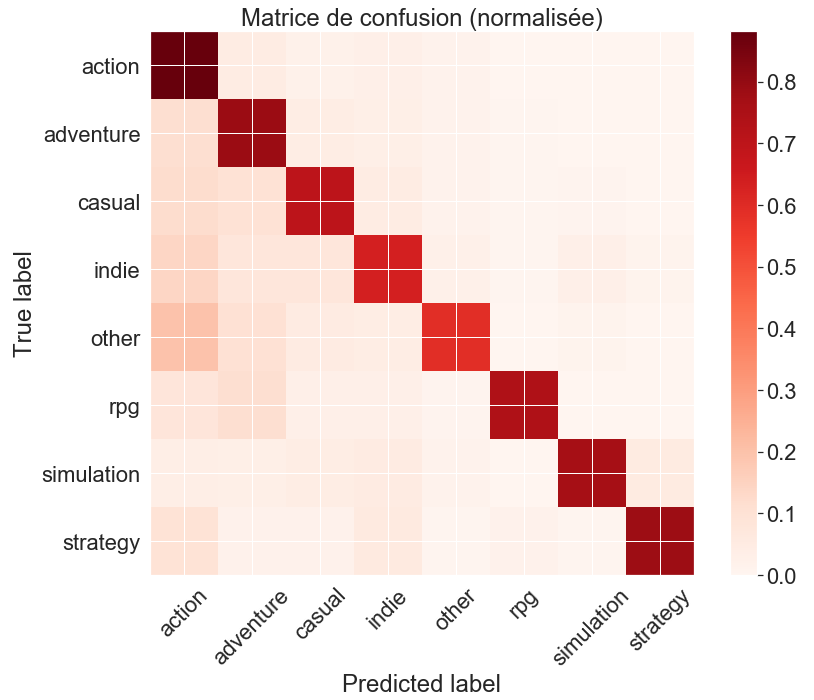 Matrice de confusion (normalisée)
True label
action
adventure
casual
indie
other
rpg
simulation
strategy
action
adventure
casual
indie
other
rpg
simulation
strategy
Predicted label
0.8
0.7
0.6
0.5
0.4
0.3
0.2
0.1
0.0